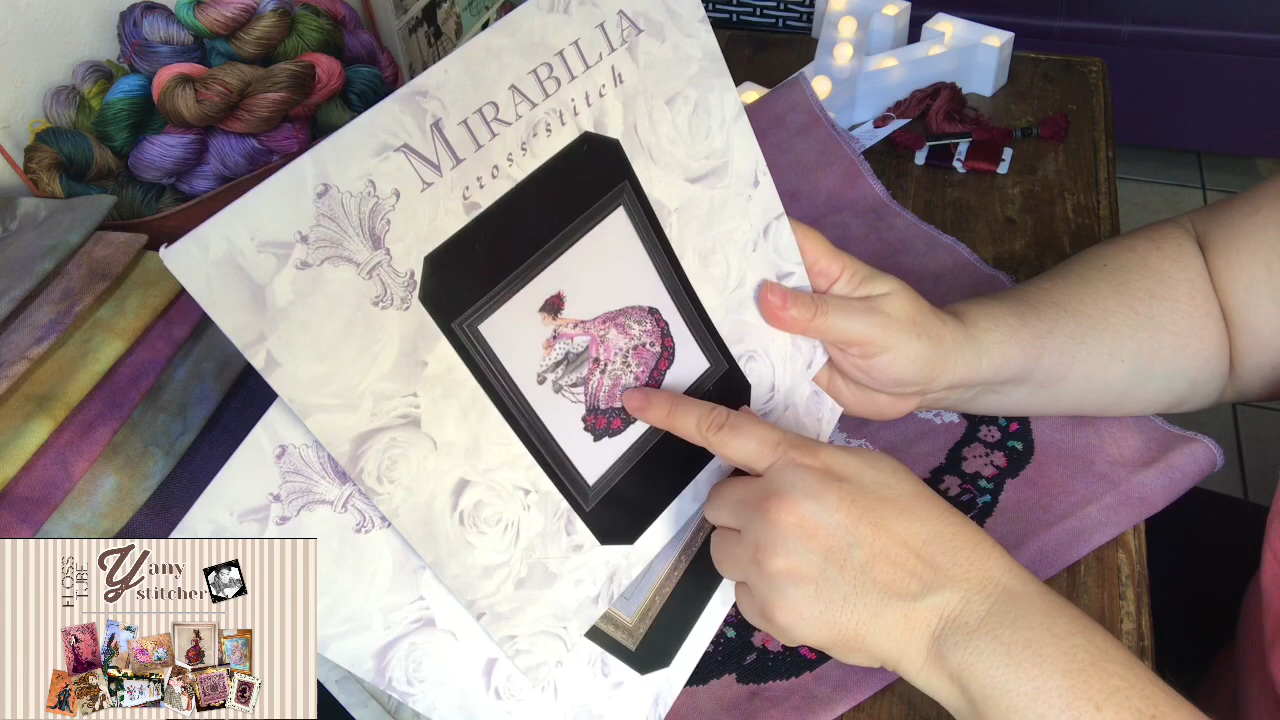 MIRABILIA
cross-stitch
FLOSS
TUBE
Yany
stitcher